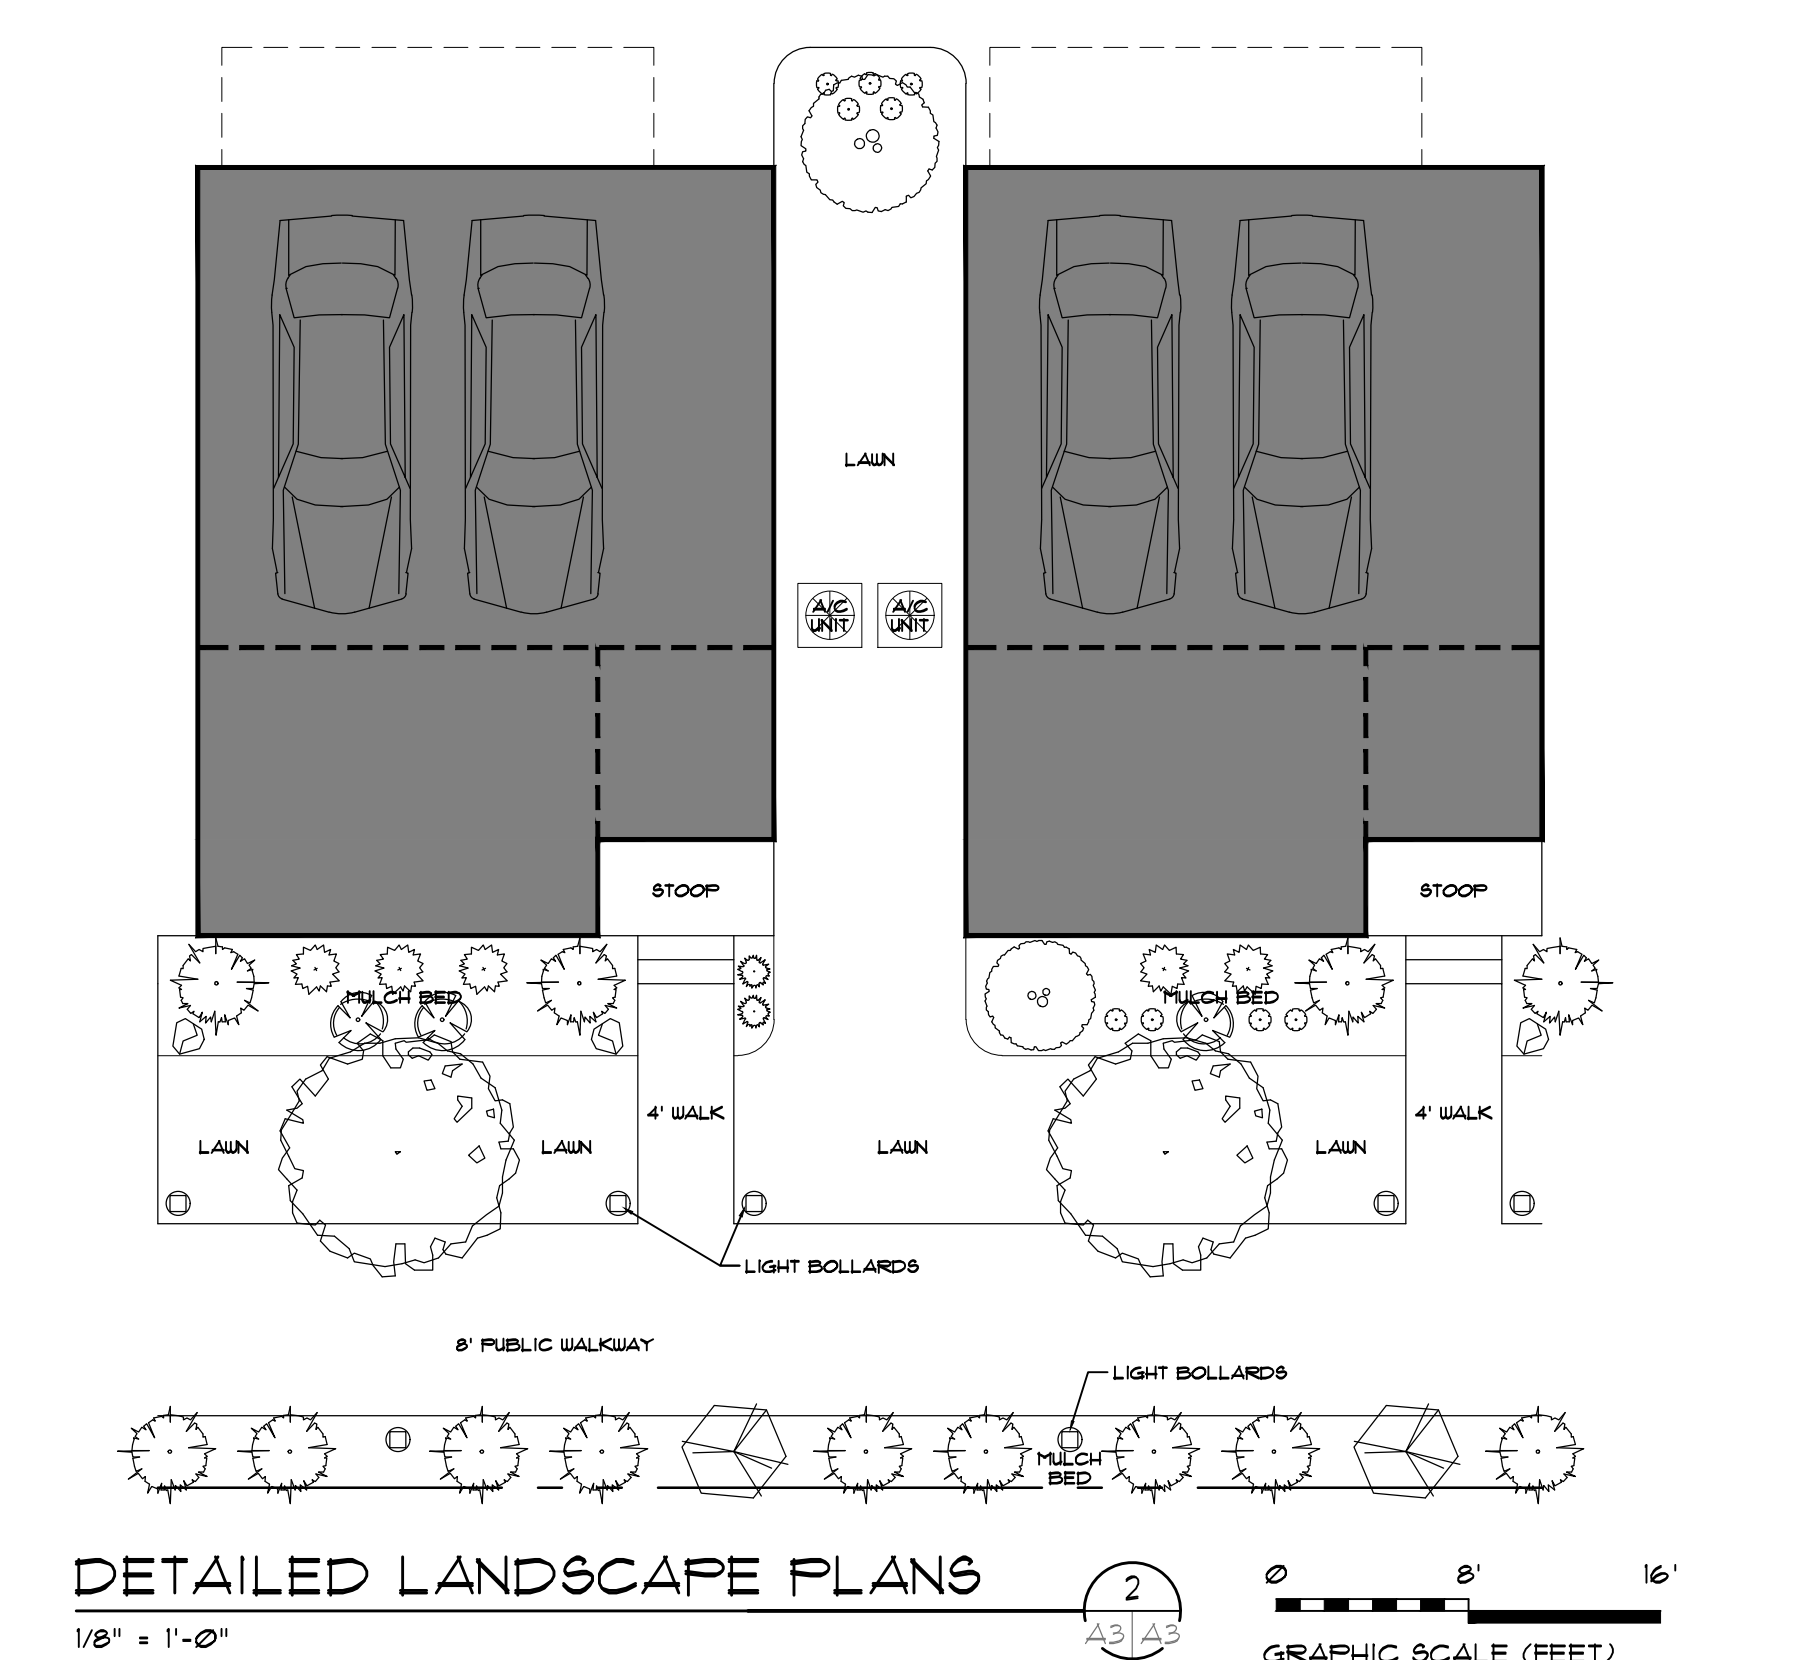 LAWN
A/C
UNIT
A/C
UNIT
STOOP
STOOP
MULCH BED
MULCH BED
4' WALK
4' WALK
LAWN
LAWN
LAWN
LAWN
LIGHT BOLLARDS
8' PUBLIC WALKWAY
LIGHT BOLLARDS
MULCH
BED
DETAILED LANDSCAPE PLANS
2
A3
A3
1/8" = 1'-0"
0 8' 16'
GRAPHIC SCALE (FEET)